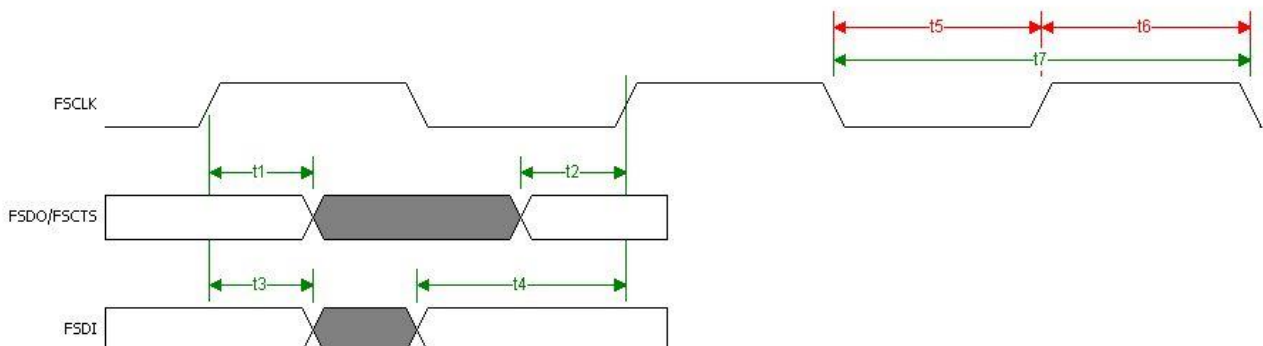 t5
t6
t7
FSCLK
t1
t2
FSDO/FSCTS
t3
t4
FSDI